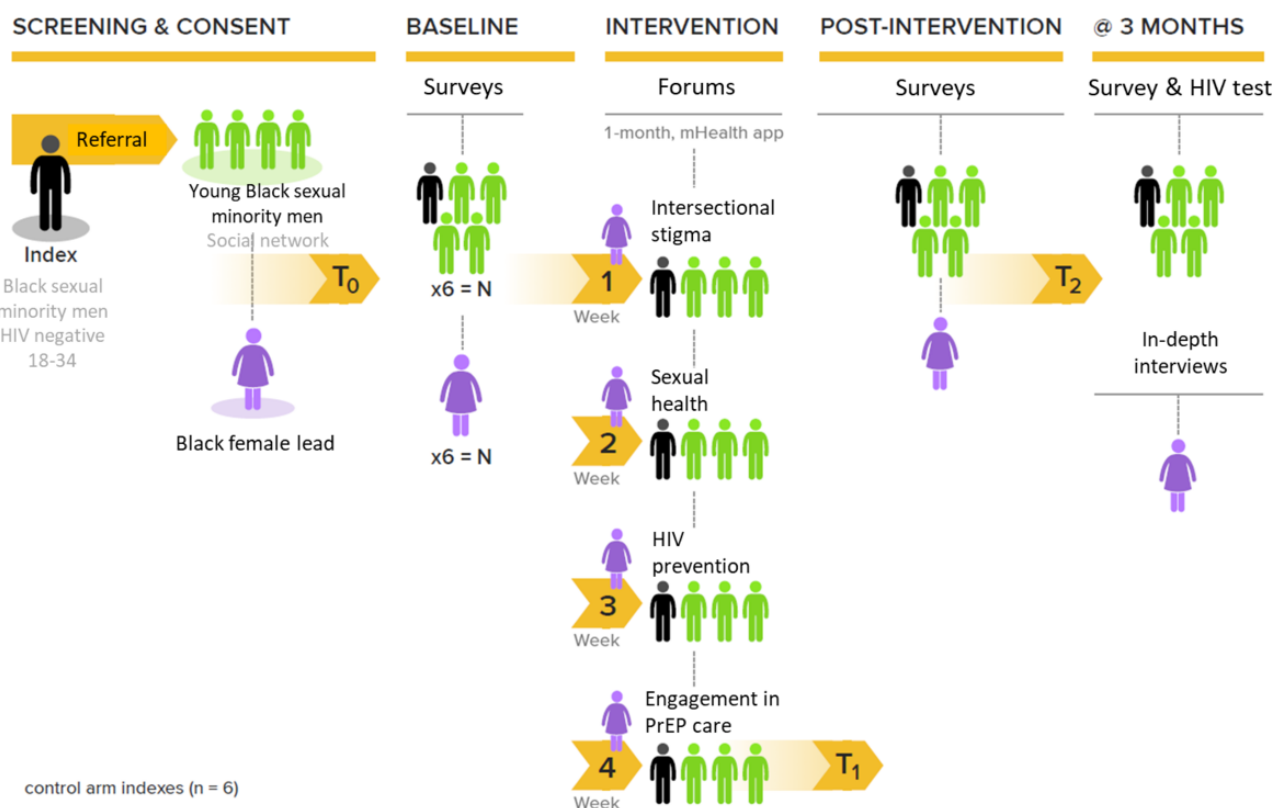 SCREENING & CONSENT
Referral
Index
Black sexual
minority men
HIV negative
18-34
Young Black sexual
minority men
Social network
T0
Black female lead
control arm indexes (n = 6)
BASELINE
Surveys
x6 = N
x6 = N
INTERVENTION
Forums
1-month, mHealth app
Intersectional
stigma
1
Week
Sexual
health
2
Week
HIV
prevention
3
Week
Engagement in
PrEP care
4
Week
T1
POST-INTERVENTION
Surveys
T2
@ 3 MONTHS
Survey & HIV test
In-depth
interviews